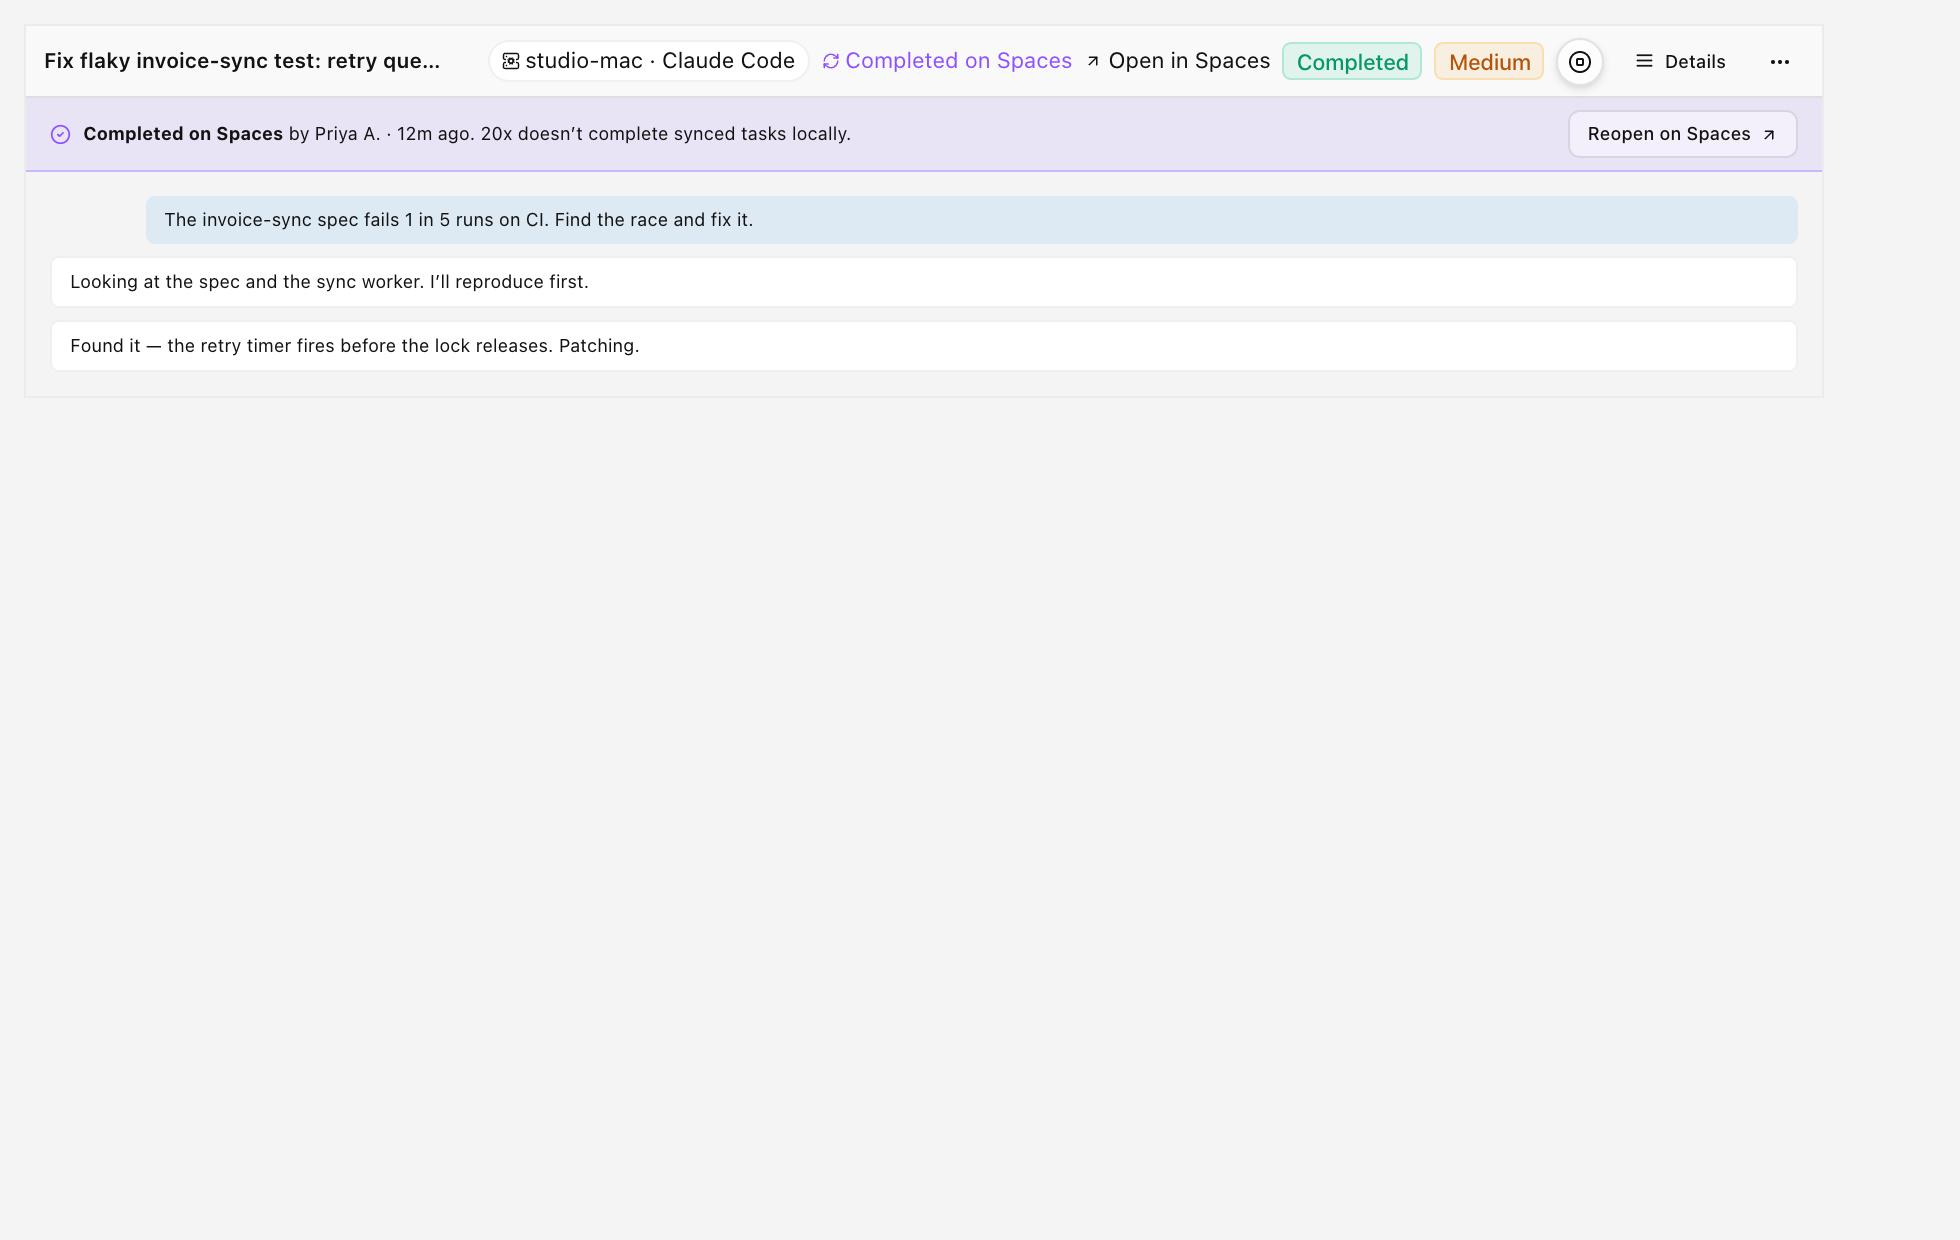 Fix flaky invoice-sync test: retry que… studio-mac · Claude Code Completed on Spaces Open in Spaces Completed Medium Details
Completed on Spaces by Priya A. · 12m ago. 20x doesn’t complete synced tasks locally. Reopen on Spaces
The invoice-sync spec fails 1 in 5 runs on CI. Find the race and fix it.
Looking at the spec and the sync worker. I’ll reproduce first.
Found it — the retry timer fires before the lock releases. Patching.